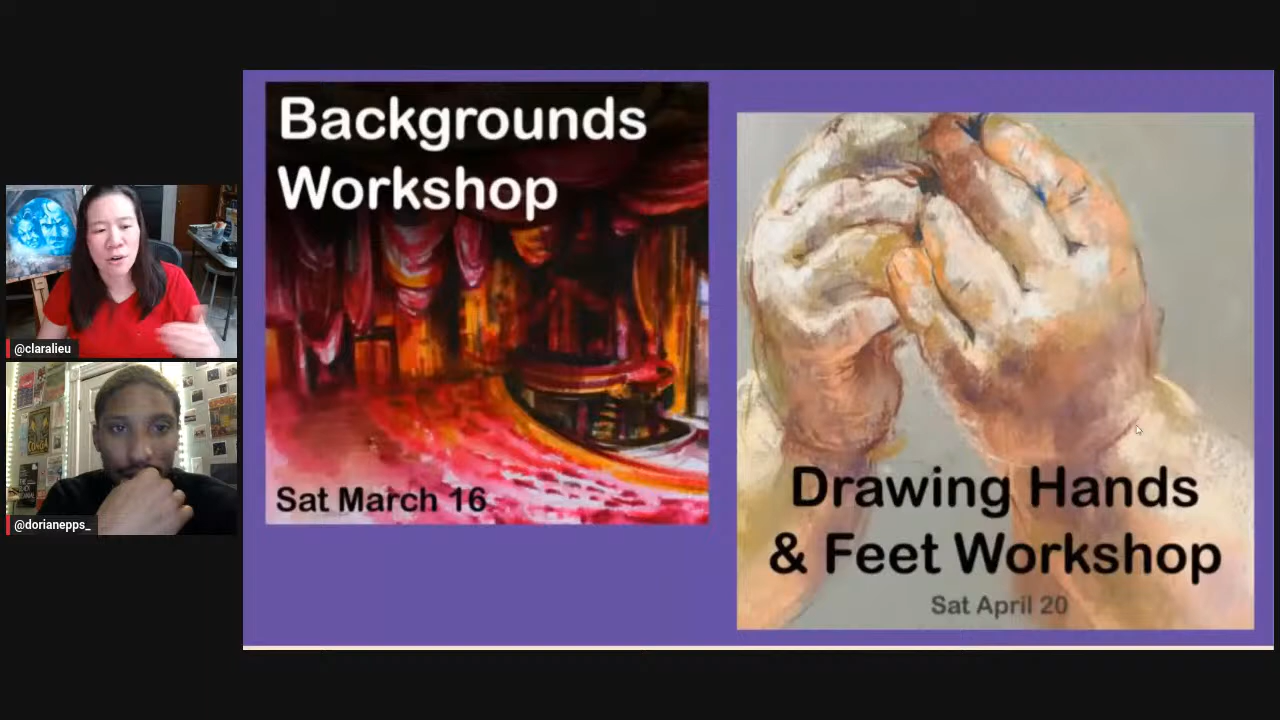 Backgrounds
Workshop
Sat March 16
Drawing Hands
& Feet Workshop
Sat April 20
@claralieu
@dorianepps_